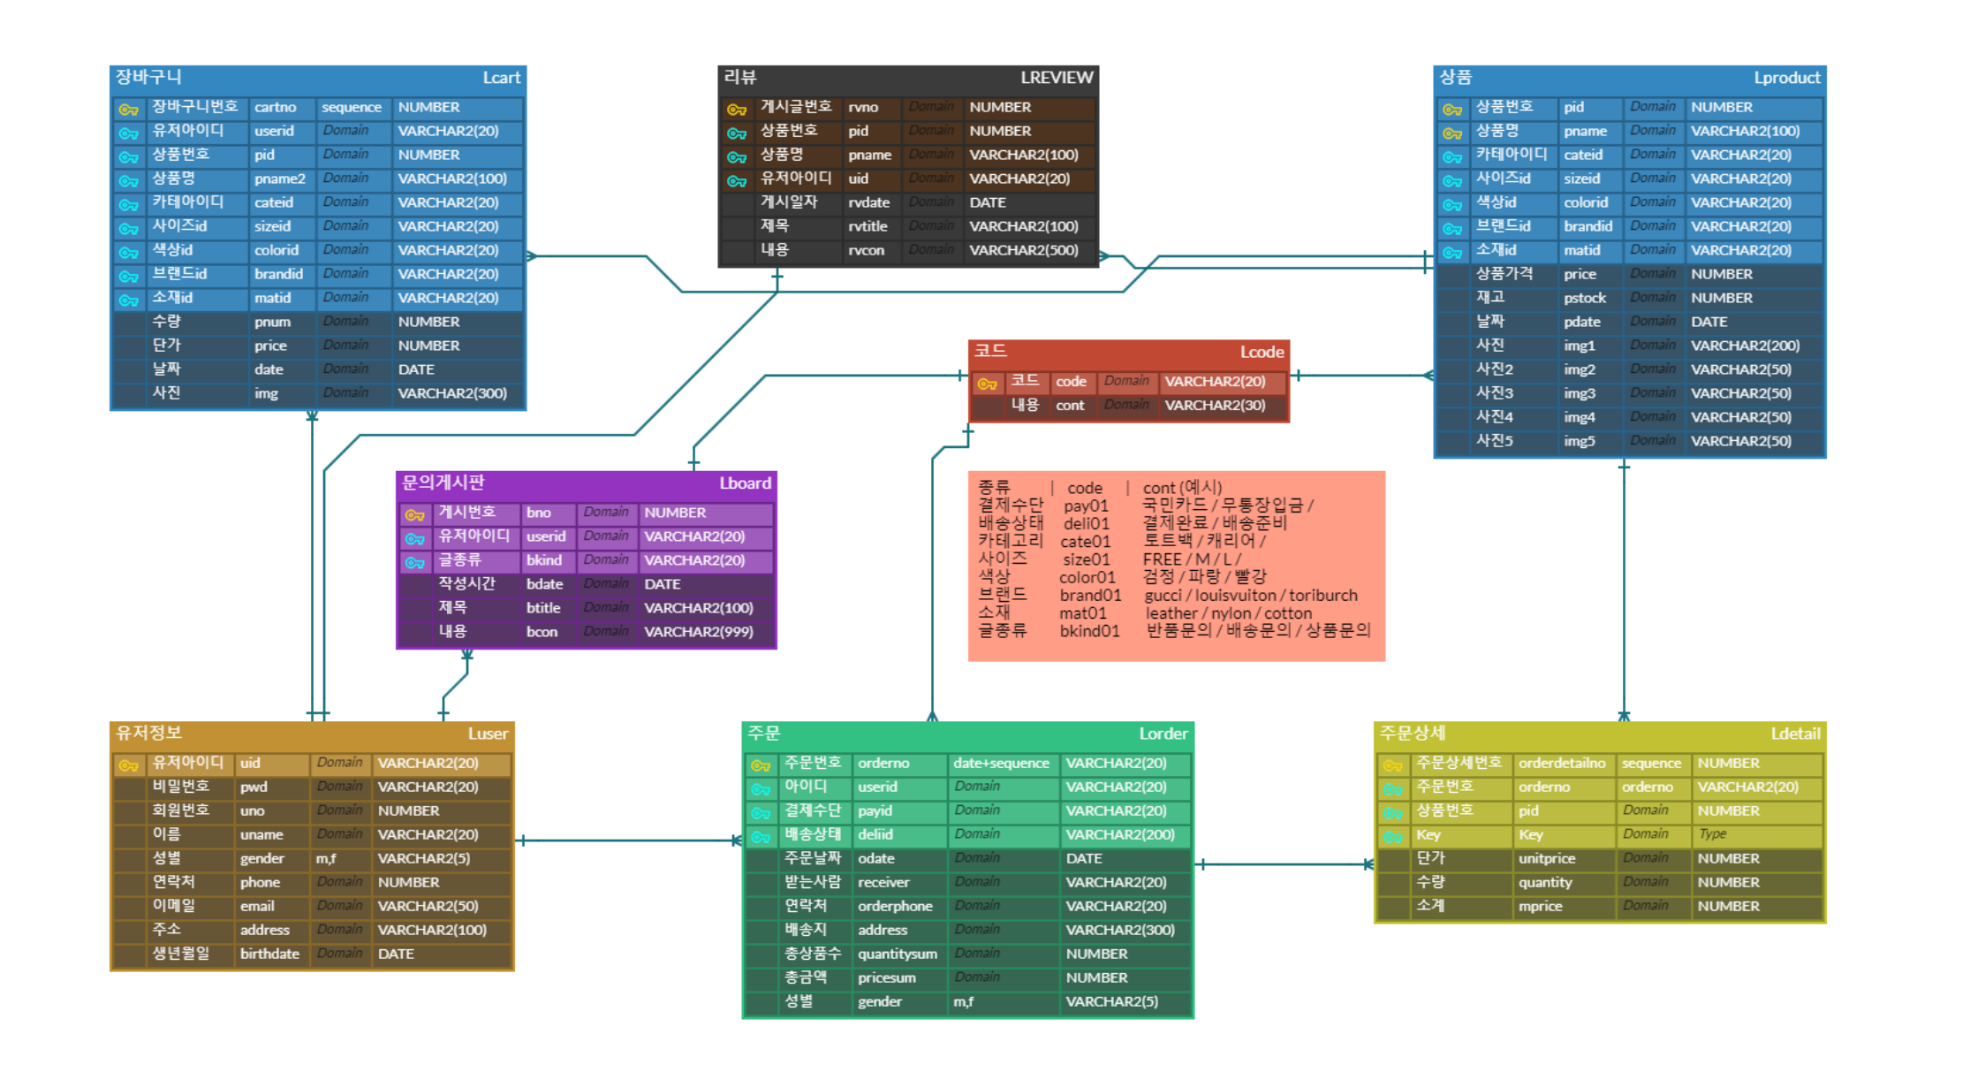 장바구니 Lcart
장바구니번호 cartno sequence NUMBER
유저아이디 userid Domain VARCHAR2(20)
상품번호 pid Domain NUMBER
상품명 pname2 Domain VARCHAR2(100)
카테아이디 cateid Domain VARCHAR2(20)
사이즈id sizeid Domain VARCHAR2(20)
색상id colorid Domain VARCHAR2(20)
브랜드id brandid Domain VARCHAR2(20)
소재id matid Domain VARCHAR2(20)
수량 pnum Domain NUMBER
단가 price Domain NUMBER
날짜 date Domain DATE
사진 img Domain VARCHAR2(300)
리뷰 LREVIEW
게시글번호 rvno Domain NUMBER
상품번호 pid Domain NUMBER
상품명 pname Domain VARCHAR2(100)
유저아이디 uid Domain VARCHAR2(20)
게시일자 rvdate Domain DATE
제목 rvtitle Domain VARCHAR2(100)
내용 rvcon Domain VARCHAR2(500)
상품 Lproduct
상품번호 pid Domain NUMBER
상품명 pname Domain VARCHAR2(100)
카테아이디 cateid Domain VARCHAR2(20)
사이즈id sizeid Domain VARCHAR2(20)
색상id colorid Domain VARCHAR2(20)
브랜드id brandid Domain VARCHAR2(20)
소재id matid Domain VARCHAR2(20)
상품가격 price Domain NUMBER
재고 pstock Domain NUMBER
날짜 pdate Domain DATE
사진 img1 Domain VARCHAR2(200)
사진2 img2 Domain VARCHAR2(50)
사진3 img3 Domain VARCHAR2(50)
사진4 img4 Domain VARCHAR2(50)
사진5 img5 Domain VARCHAR2(50)
코드 Lcode
코드 code Domain VARCHAR2(20)
내용 cont Domain VARCHAR2(30)
문의게시판 Lboard
게시번호 bno Domain NUMBER
유저아이디 userid Domain VARCHAR2(20)
글종류 bkind Domain VARCHAR2(20)
작성시간 bdate Domain DATE
제목 btitle Domain VARCHAR2(100)
내용 bcon Domain VARCHAR2(999)
종류 | code | cont (예시)
결제수단 pay01 국민카드 / 무통장입금 /
배송상태 deli01 결제완료 / 배송준비
카테고리 cate01 토트백 / 캐리어 /
사이즈 size01 FREE / M / L /
색상 color01 검정 / 파랑 / 빨강
브랜드 brand01 gucci / louisvuiton / toriburch
소재 mat01 leather / nylon / cotton
글종류 bkind01 반품문의 / 배송문의 / 상품문의
유저정보 Luser
유저아이디 uid Domain VARCHAR2(20)
비밀번호 pwd Domain VARCHAR2(20)
회원번호 uno Domain NUMBER
이름 uname Domain VARCHAR2(20)
성별 gender m,f VARCHAR2(5)
연락처 phone Domain NUMBER
이메일 email Domain VARCHAR2(50)
주소 address Domain VARCHAR2(100)
생년월일 birthdate Domain DATE
주문 Lorder
주문번호 orderno date+sequence VARCHAR2(20)
아이디 userid Domain VARCHAR2(20)
결제수단 payid Domain VARCHAR2(20)
배송상태 deliid Domain VARCHAR2(200)
주문날짜 odate Domain DATE
받는사람 receiver Domain VARCHAR2(20)
연락처 orderphone Domain VARCHAR2(20)
배송지 address Domain VARCHAR2(300)
총상품수 quantitysum Domain NUMBER
총금액 pricesum Domain NUMBER
성별 gender m,f VARCHAR2(5)
주문상세 Ldetail
주문상세번호 orderdetailno sequence NUMBER
주문번호 orderno orderno VARCHAR2(20)
상품번호 pid Domain NUMBER
Key Key Domain Type
단가 unitprice Domain NUMBER
수량 quantity Domain NUMBER
소계 mprice Domain NUMBER